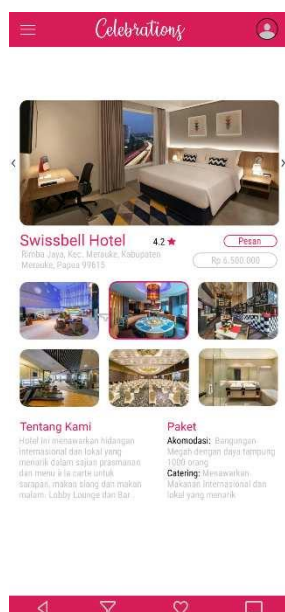 Celebrations
Swissbell Hotel 4.2 ★ Pesan
Rimba Jaya, Kec. Merauke, Kabupaten
Merauke, Papua 99615
Rp 6.500.000
Tentang Kami
Hotel ini menawarkan hidangan
internasional dan lokal yang
menarik dalam sajian prasmanan
dan menu à la carte untuk
sarapan, makan siang dan makan
malam. Lobby Lounge dan Bar
Paket
Akomodasi: Bangungan
Megah dengan daya tampung
1000 orang
Catering: Menawarkan
Makanan Internasional dan
lokal yang menarik